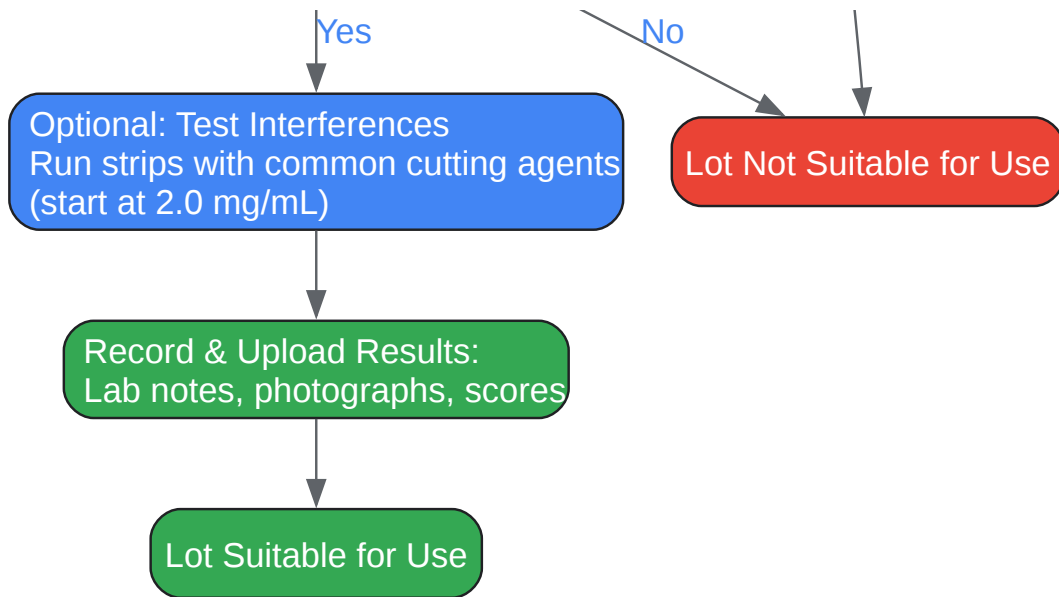 Yes
No
Optional: Test Interferences
Run strips with common cutting agents
(start at 2.0 mg/mL)
Lot Not Suitable for Use
Record & Upload Results:
Lab notes, photographs, scores
Lot Suitable for Use